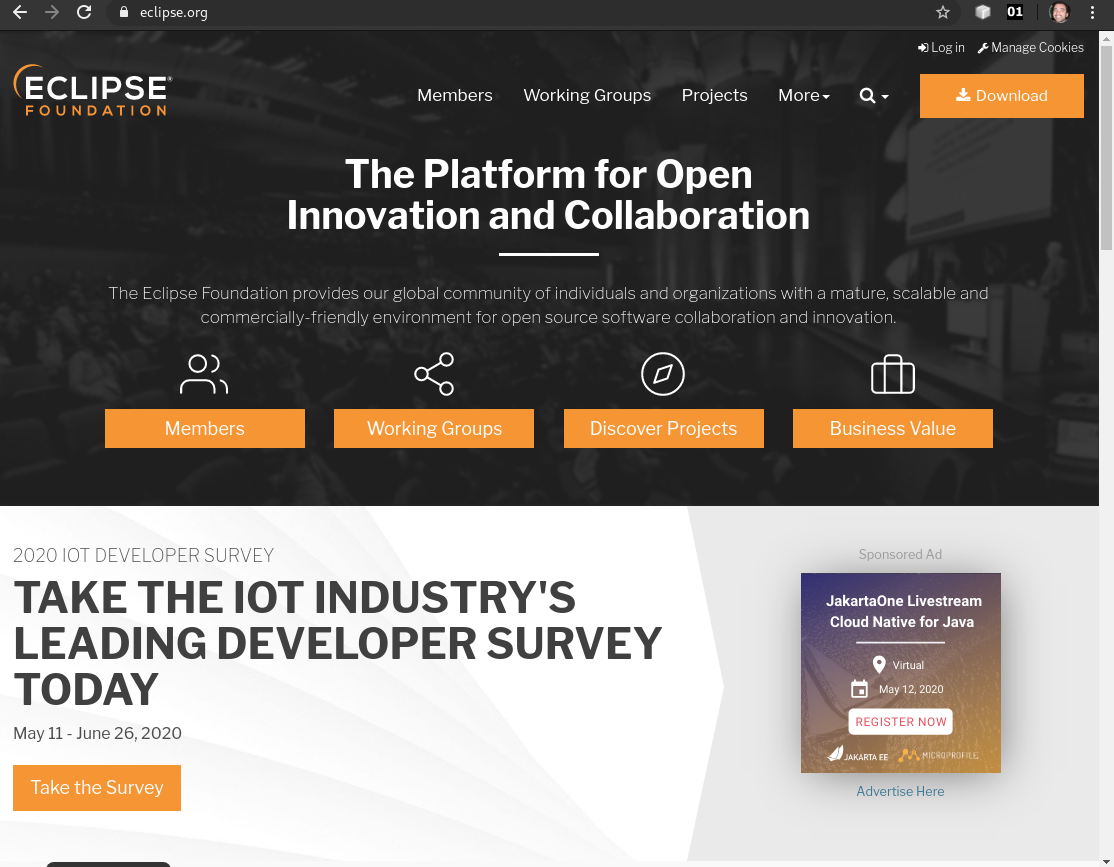 eclipse.org
01
Log in
Manage Cookies
ECLIPSE®
FOUNDATION
Members
Working Groups
Projects
More
Download
The Platform for Open
Innovation and Collaboration
The Eclipse Foundation provides our global community of individuals and organizations with a mature, scalable and
commercially-friendly environment for open source software collaboration and innovation.
Members
Working Groups
Discover Projects
Business Value
2020 IOT DEVELOPER SURVEY
TAKE THE IOT INDUSTRY'S
LEADING DEVELOPER SURVEY
TODAY
May 11 - June 26, 2020
Take the Survey
Sponsored Ad
JakartaOne Livestream
Cloud Native for Java
Virtual
May 12, 2020
REGISTER NOW
JAKARTA EE
MICROPROFILE
Advertise Here